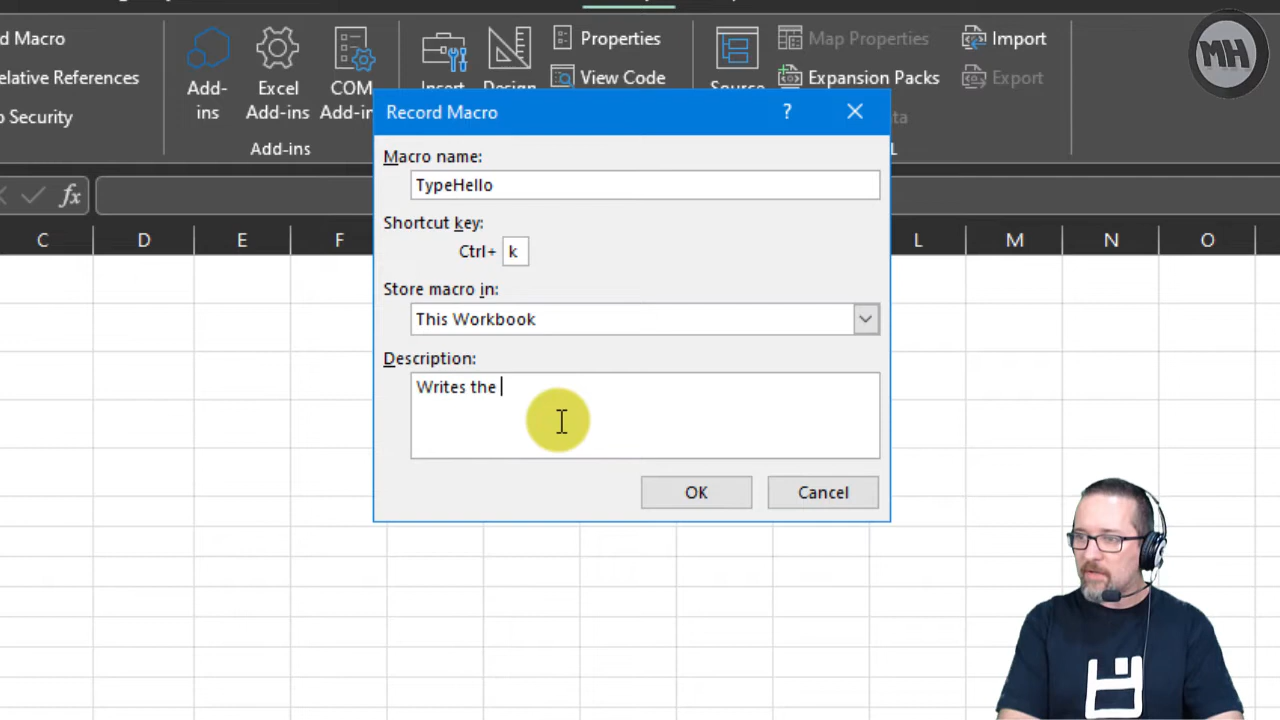 d Macro
elative References
o Security
Add-
ins
Excel
Add-ins
COM
Add-in
Add-ins
Insert
Design
Properties
View Code
Source
Map Properties
Expansion Packs
Import
Export
MH
Record Macro
?
Macro name:
TypeHello
Shortcut key:
Ctrl+ k
Store macro in:
This Workbook
Description:
Writes the
OK
Cancel
fx
C D E F L M N O